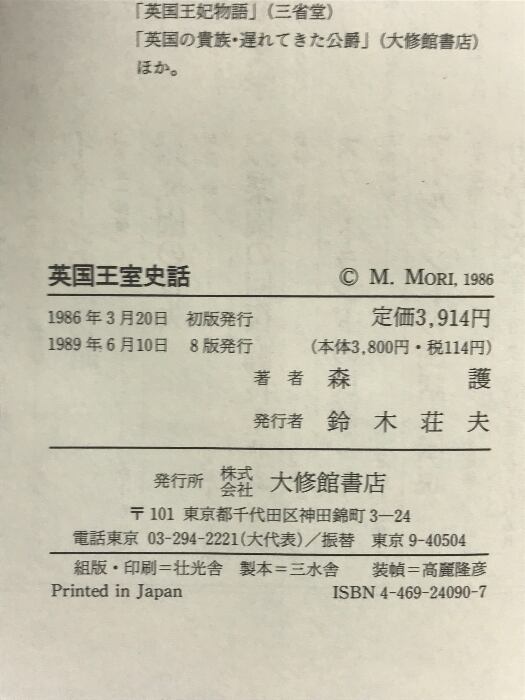 「英国王妃物語」（三省堂）
「英国の貴族・遅れてきた公爵」（大修館書店）
ほか。
英国王室史話 © M. MORI, 1986
1986年3月20日 初版発行 定価3,914円
1989年6月10日 8版発行 （本体3,800円・税114円）
著者 森 護
発行者 鈴木荘夫
発行所 株式会社 大修館書店
〒101 東京都千代田区神田錦町3—24
電話東京 03-294-2221(大代表)／振替 東京9-40504
組版・印刷＝壮光舎 製本＝三水舎 装幀＝高麗隆彦
Printed in Japan ISBN 4-469-24090-7